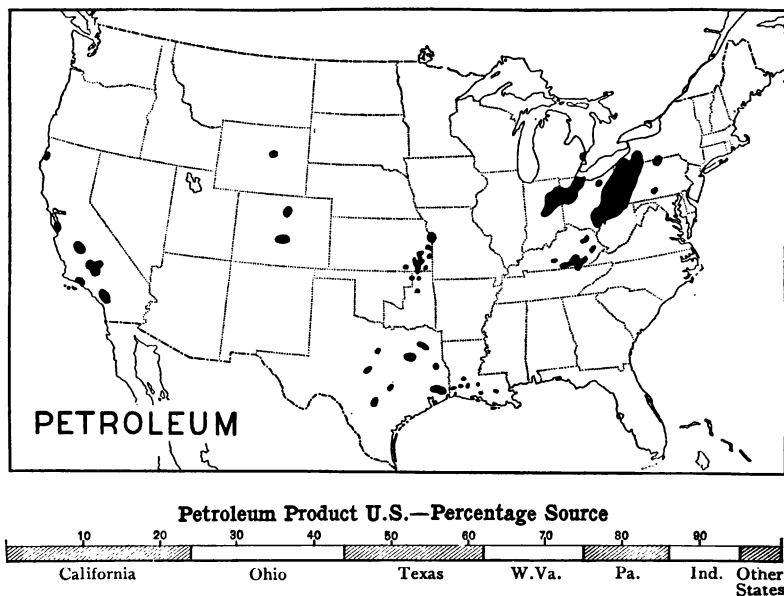 PETROLEUM
Petroleum Product U.S.—Percentage Source
10 20 30 40 50 60 70 80 90
California Ohio Texas W.Va. Pa. Ind. Other
States